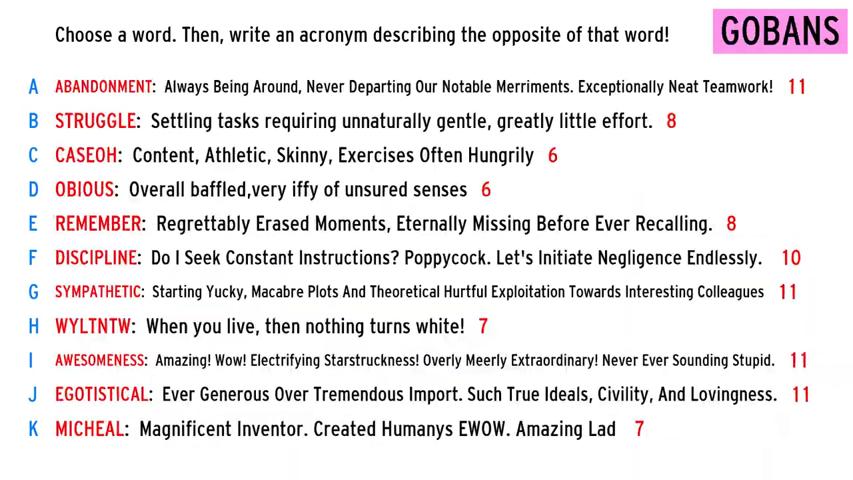 Choose a word. Then, write an acronym describing the opposite of that word! GOBANS
A ABANDONMENT: Always Being Around, Never Departing Our Notable Merriments. Exceptionally Neat Teamwork! 11
B STRUGGLE: Settling tasks requiring unnaturally gentle, greatly little effort. 8
C CASEOH: Content, Athletic, Skinny, Exercises Often Hungrily 6
D OBIOUS: Overall baffled,very iffy of unsured senses 6
E REMEMBER: Regrettably Erased Moments, Eternally Missing Before Ever Recalling. 8
F DISCIPLINE: Do I Seek Constant Instructions? Poppycock. Let's Initiate Negligence Endlessly. 10
G SYMPATHETIC: Starting Yucky, Macabre Plots And Theoretical Hurtful Exploitation Towards Interesting Colleagues 11
H WYLTNTW: When you live, then nothing turns white! 7
I AWESOMENESS: Amazing! Wow! Electrifying Starstruckness! Overly Meerly Extraordinary! Never Ever Sounding Stupid. 11
J EGOTISTICAL: Ever Generous Over Tremendous Import. Such True Ideals, Civility, And Lovingness. 11
K MICHEAL: Magnificent Inventor. Created Humanys EWOW. Amazing Lad 7